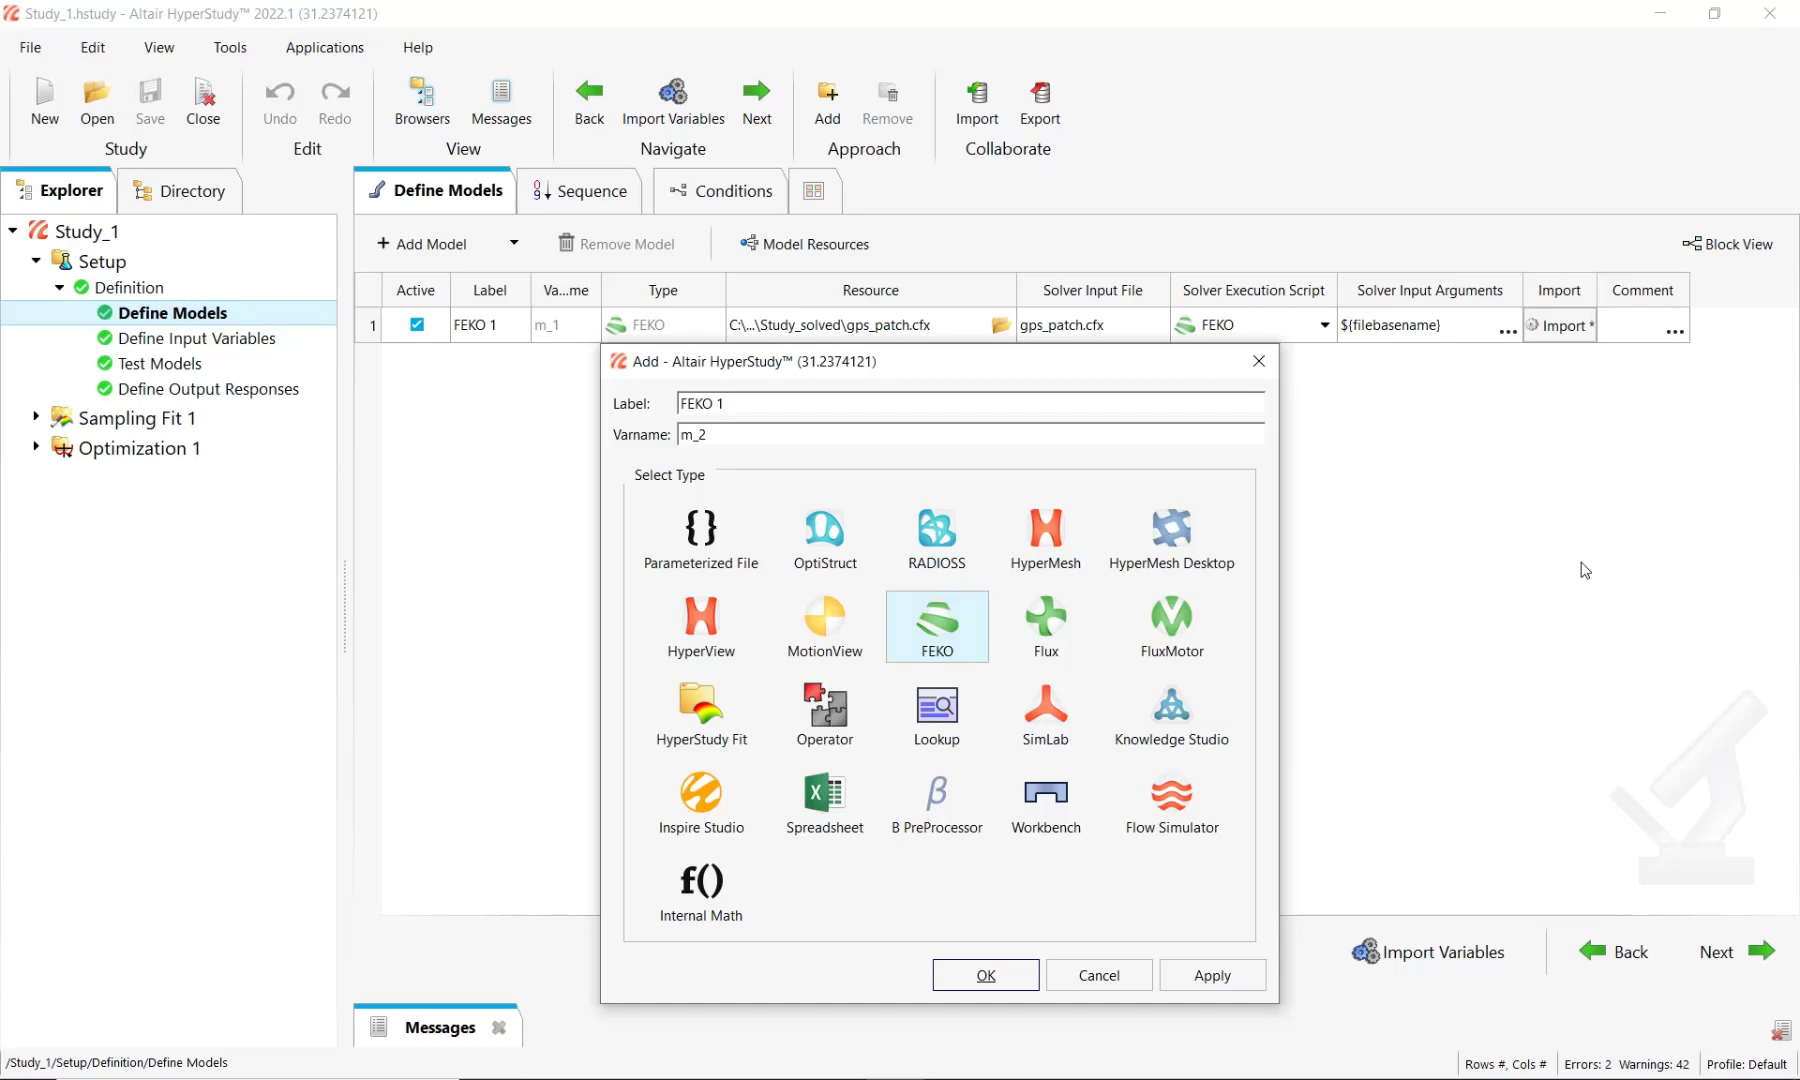 Study_1.hstudy - Altair HyperStudy™ 2022.1 (31.2374121)
File Edit View Tools Applications Help
New Open Save Close Undo Redo Browsers Messages Back Import Variables Next Add Remove Import Export
Study Edit View Navigate Approach Collaborate
Explorer Directory Define Models Sequence Conditions
Study_1
Setup
Definition
Define Models
Define Input Variables
Test Models
Define Output Responses
Sampling Fit 1
Optimization 1
Add Model Remove Model Model Resources Block View
Active Label Va...me Type Resource Solver Input File Solver Execution Script Solver Input Arguments Import Comment
1 FEKO 1 m_1 FEKO C:\...\Study_solved\gps_patch.cfx gps_patch.cfx FEKO ${filebasename} ... Import * ...
Add - Altair HyperStudy™ (31.2374121)
Label: FEKO 1
Varname: m_2
Select Type
{} 
Parameterized File OptiStruct RADIOSS HyperMesh HyperMesh Desktop
HyperView MotionView FEKO Flux FluxMotor
HyperStudy Fit Operator Lookup SimLab Knowledge Studio
X β
Inspire Studio Spreadsheet B PreProcessor Workbench Flow Simulator
f()
Internal Math
OK Cancel Apply
Import Variables Back Next
Messages
/Study_1/Setup/Definition/Define Models
Rows #, Cols # Errors: 2 Warnings: 42 Profile: Default